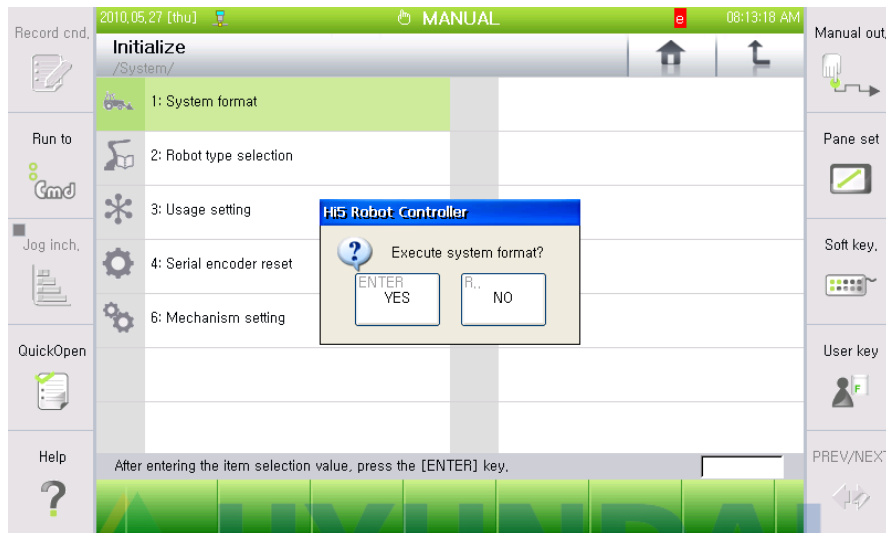 2010,05,27 [thu]
MANUAL
e
08:13:18 AM
Record cnd,
Initialize
/System/
Manual out,
1: System format
Run to
Cmd
2: Robot type selection
Pane set
3: Usage setting
Hi5 Robot Controller
Execute system format?
ENTER
YES
R,,
NO
Jog inch,
4: Serial encoder reset
Soft key,
6: Mechanism setting
QuickOpen
User key
F
Help
After entering the item selection value, press the [ENTER] key,
PREV/NEXT
HYUNDAI